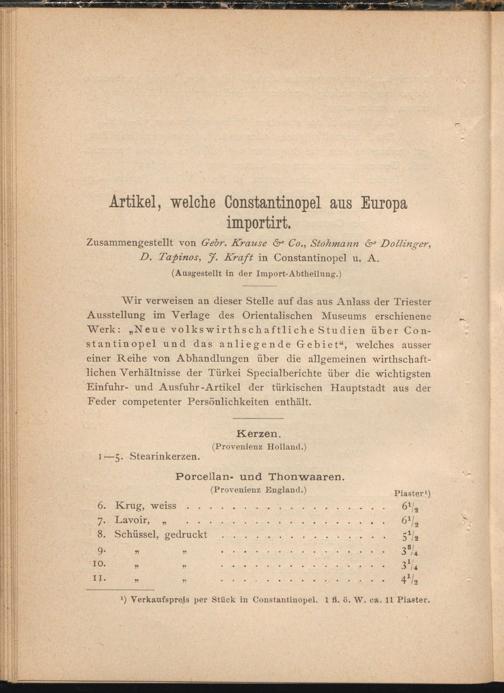 Artikel, welche Constantinopel aus Europa
importirt.
Zusammengestellt von Gebr. Krause & Co., Stohmann & Dollinger,
D. Tapinos, J. Kraft in Constantinopel u. A.
(Ausgestellt in der Import-Abtheilung.)
Wir verweisen an dieser Stelle auf das aus Anlass der Triester
Ausstellung im Verlage des Orientalischen Museums erschienene
Werk: „Neue volkswirthschaftliche Studien über Con-
stantinopel und das anliegende Gebiet“, welches ausser
einer Reihe von Abhandlungen über die allgemeinen wirthschaft-
lichen Verhältnisse der Türkei Specialberichte über die wichtigsten
Einfuhr- und Ausfuhr-Artikel der türkischen Hauptstadt aus der
Feder competenter Persönlichkeiten enthält.
Kerzen.
(Provenienz Holland.)
1—5. Stearinkerzen.
Porcellan- und Thonwaaren.
(Provenienz England.)
Piaster¹)
6. Krug, weiss . . . . . . . . . . . . . . . . 6½
7. Lavoir, „ . . . . . . . . . . . . . . . . 6½
8. Schüssel, gedruckt . . . . . . . . . . . . . 5½
9. „ „ . . . . . . . . . . . . . 3¾
10. „ „ . . . . . . . . . . . . . 3¼
11. „ „ . . . . . . . . . . . . . 4½
¹) Verkaufspreis per Stück in Constantinopel. 1 fl. ö. W. ca. 11 Piaster.